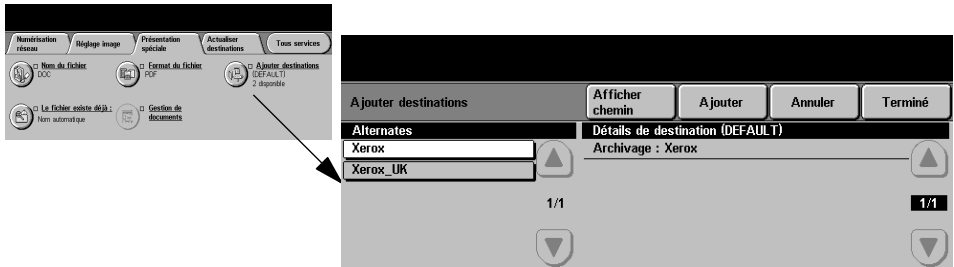 Numérisation réseau
Réglage image
Présentation spéciale
Actualiser destinations
Tous services
Nom du fichier
DOC
Format du fichier
PDF
Ajouter destinations
(DEFAULT)
2 disponible
Le fichier existe déjà :
Nom automatique
Gestion de
documents
Ajouter destinations
Afficher
chemin
Ajouter
Annuler
Terminé
Alternates
Détails de destination (DEFAULT)
Xerox
Archivage : Xerox
Xerox_UK
1/1
1/1